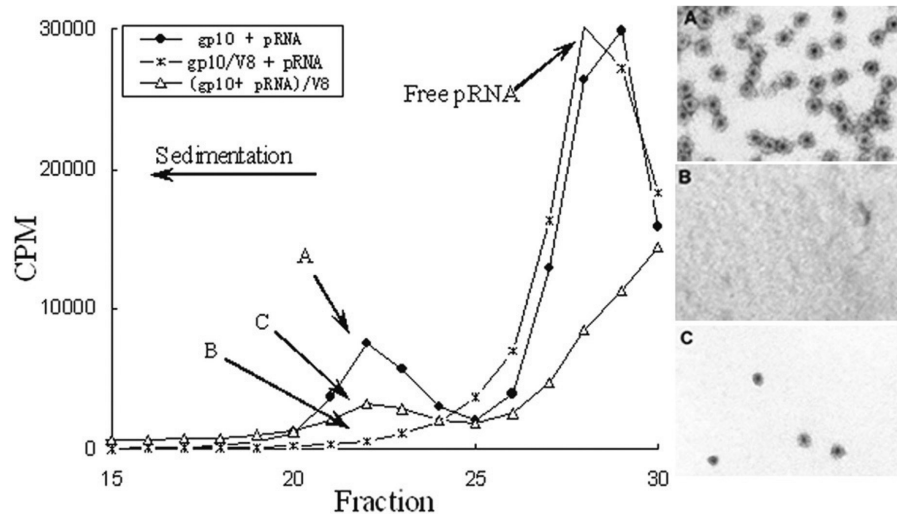 30000
20000
10000
0
CPM
gp10 + pRNA
gp10/V8 + pRNA
(gp10+ pRNA)/V8
Free pRNA
Sedimentation
A
C
B
15
20
25
30
Fraction
A
B
C